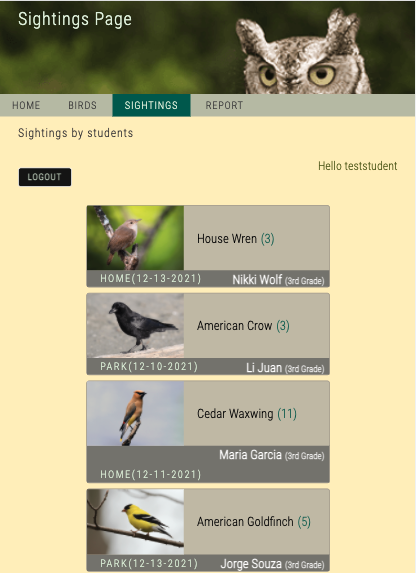 Sightings Page
HOME BIRDS SIGHTINGS REPORT
Sightings by students
Hello teststudent
LOGOUT
House Wren (3)
HOME(12-13-2021) Nikki Wolf (3rd Grade)
American Crow (3)
PARK(12-10-2021) Li Juan (3rd Grade)
Cedar Waxwing (11)
Maria Garcia (3rd Grade)
HOME(12-11-2021)
American Goldfinch (5)
PARK(12-13-2021) Jorge Souza (3rd Grade)